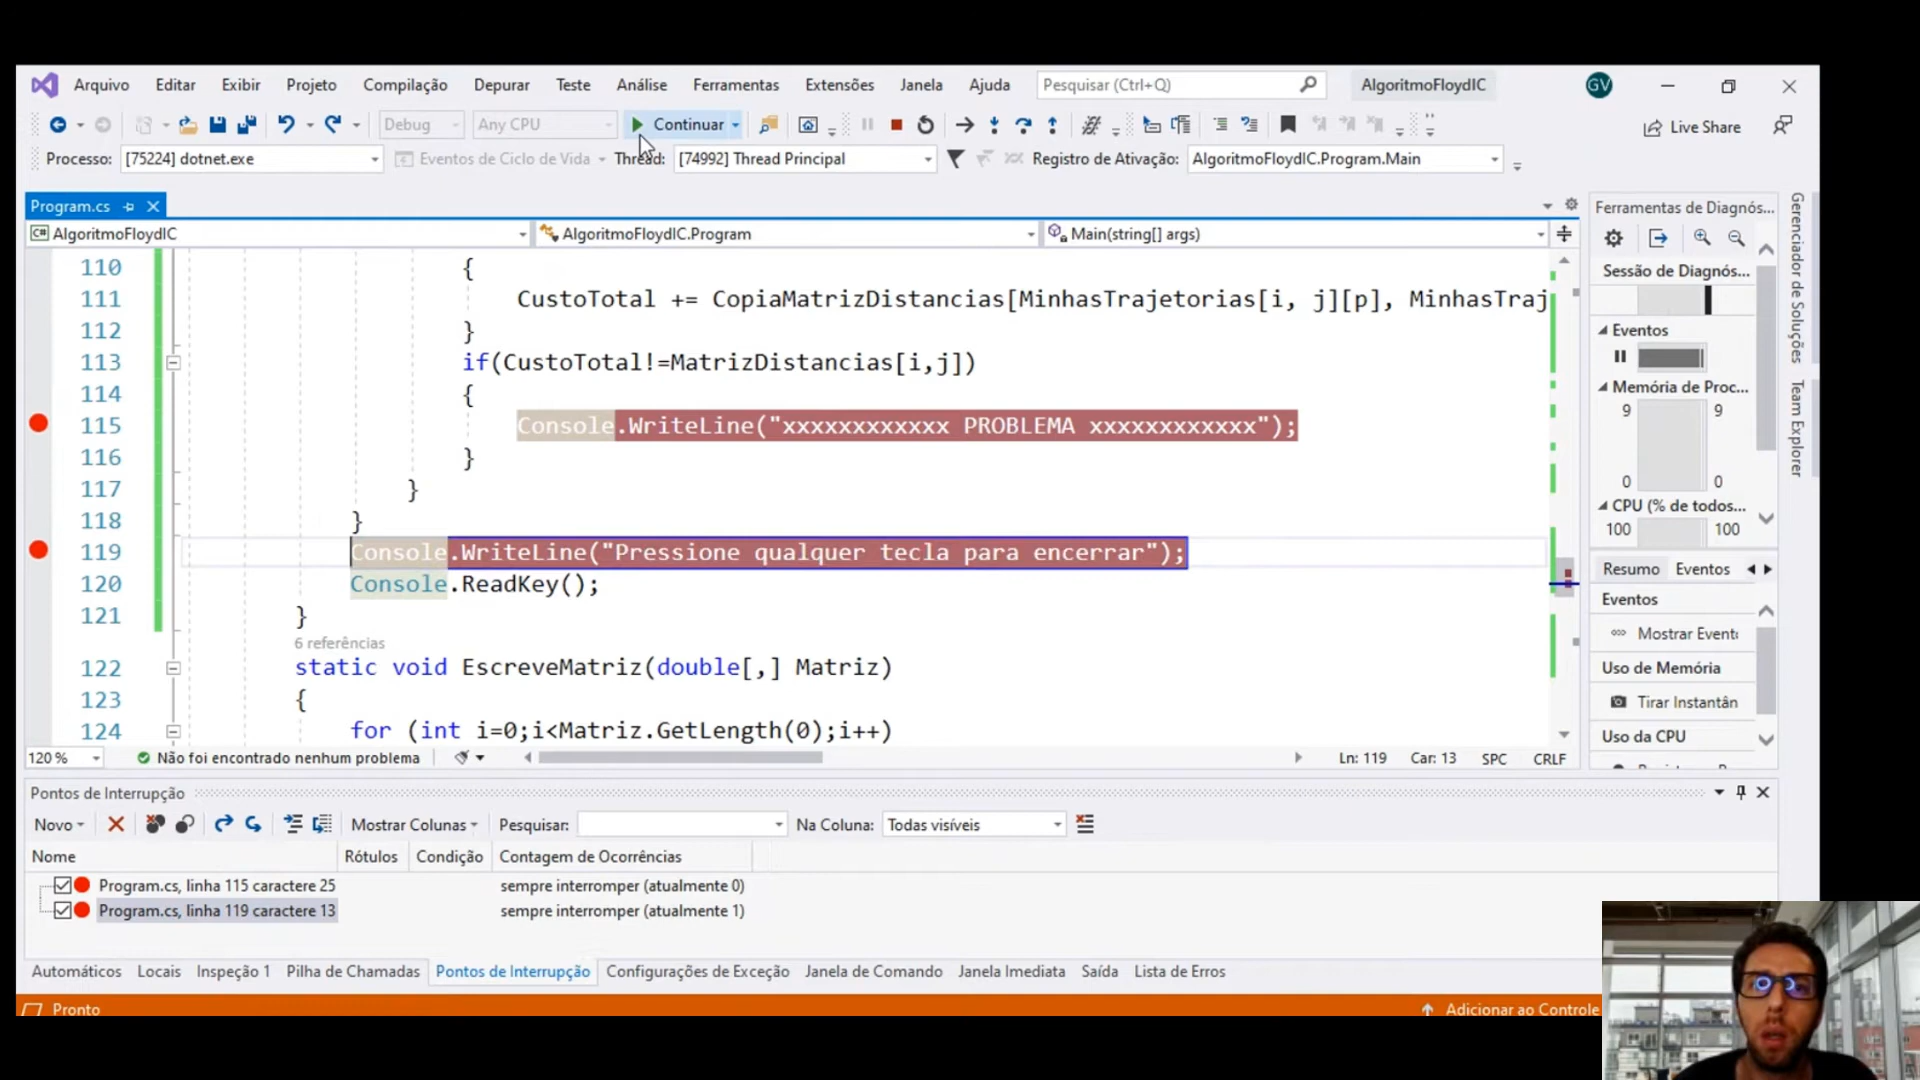 Arquivo Editar Exibir Projeto Compilação Depurar Teste Análise Ferramentas Extensões Janela Ajuda Pesquisar (Ctrl+Q) AlgoritmoFloydIC GV
Debug Any CPU Continuar Live Share
Processo: [75224] dotnet.exe Eventos de Ciclo de Vida Thread: [74992] Thread Principal Registro de Ativação: AlgoritmoFloydIC.Program.Main
Program.cs
AlgoritmoFloydIC AlgoritmoFloydIC.Program Main(string[] args)
110 {
111 CustoTotal += CopiaMatrizDistancias[MinhasTrajetorias[i, j][p], MinhasTraj
112 }
113 if(CustoTotal!=MatrizDistancias[i,j])
114 {
115 Console.WriteLine("xxxxxxxxxxxx PROBLEMA xxxxxxxxxxxx");
116 }
117 }
118 }
119 Console.WriteLine("Pressione qualquer tecla para encerrar");
120 Console.ReadKey();
121 }
6 referências
122 static void EscreveMatriz(double[,] Matriz)
123 {
124 for (int i=0;i<Matriz.GetLength(0);i++)
120 % Não foi encontrado nenhum problema Ln: 119 Car: 13 SPC CRLF
Ferramentas de Diagnós...
Sessão de Diagnós...
Eventos
Memória de Proc...
9 9
0 0
CPU (% de todos...
100 100
Resumo Eventos
Eventos
Mostrar Event
Uso de Memória
Tirar Instantân
Uso da CPU
Gerenciador de Soluções
Team Explorer
Pontos de Interrupção
Novo Mostrar Colunas Pesquisar: Na Coluna: Todas visíveis
Nome Rótulos Condição Contagem de Ocorrências
Program.cs, linha 115 caractere 25 sempre interromper (atualmente 0)
Program.cs, linha 119 caractere 13 sempre interromper (atualmente 1)
Automáticos Locais Inspeção 1 Pilha de Chamadas Pontos de Interrupção Configurações de Exceção Janela de Comando Janela Imediata Saída Lista de Erros
Pronto Adicionar ao Controle